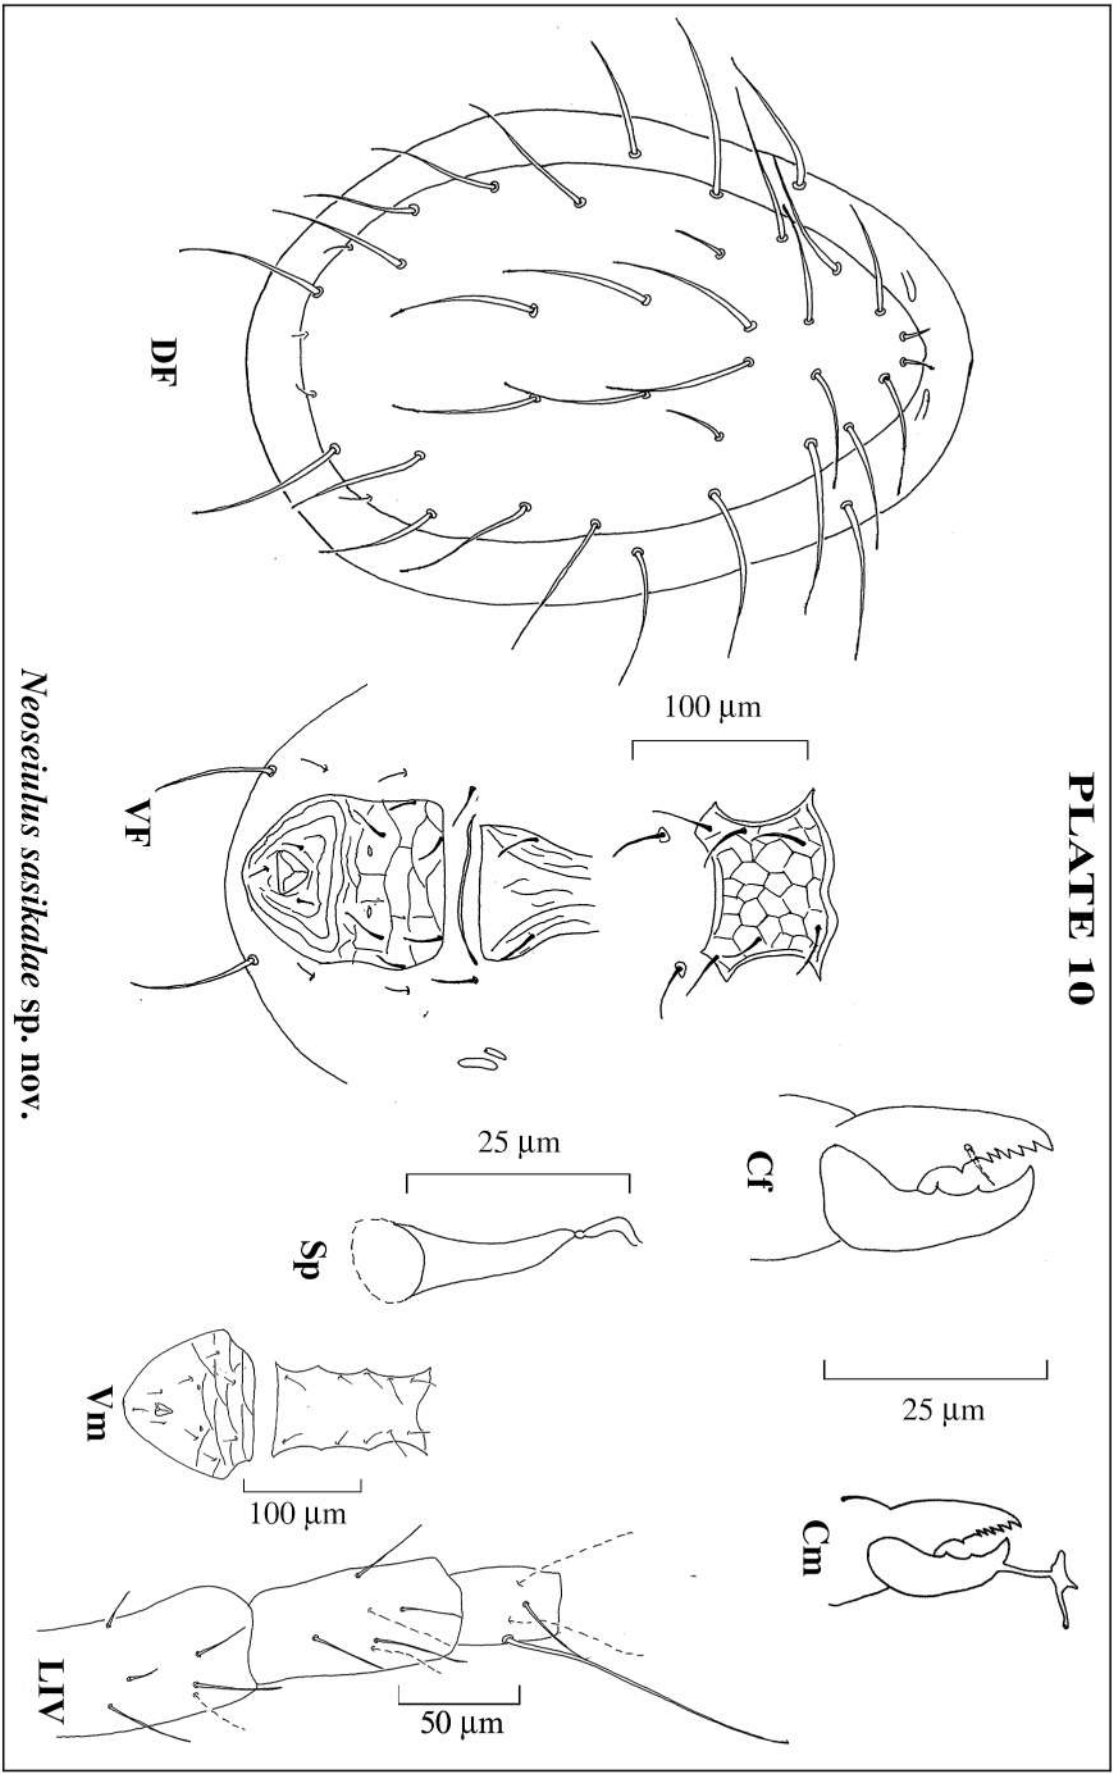 PLATE 10
DF
100 µm
VF
Cf
25 µm
Sp
25 µm
Cm
Vm
100 µm
LIV
50 µm
Neoseiulus sasikalae sp. nov.